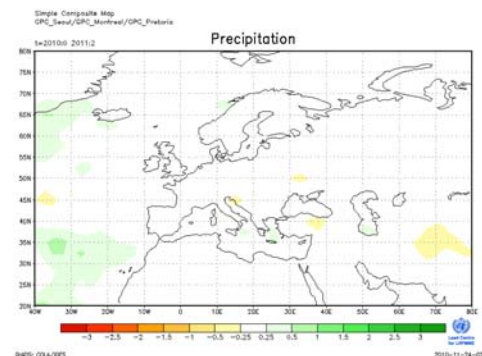 Simple Composite Map
GPC_Seoul/GPC_Montreal/GPC_Pretoria
t=2010:0 2011:2
Precipitation
80N
75N
70N
65N
60N
55N
50N
45N
40N
35N
30N
25N
20N
40W 30W 20W 10W 0 10E 20E 30E 40E 50E 60E 70E 80E
-3 -2.5 -2 -1.5 -1 -0.5 -0.25 0.25 0.5 1 1.5 2 2.5 3
Lead Centre
for LRFMME
GrADS: COLA/IGES